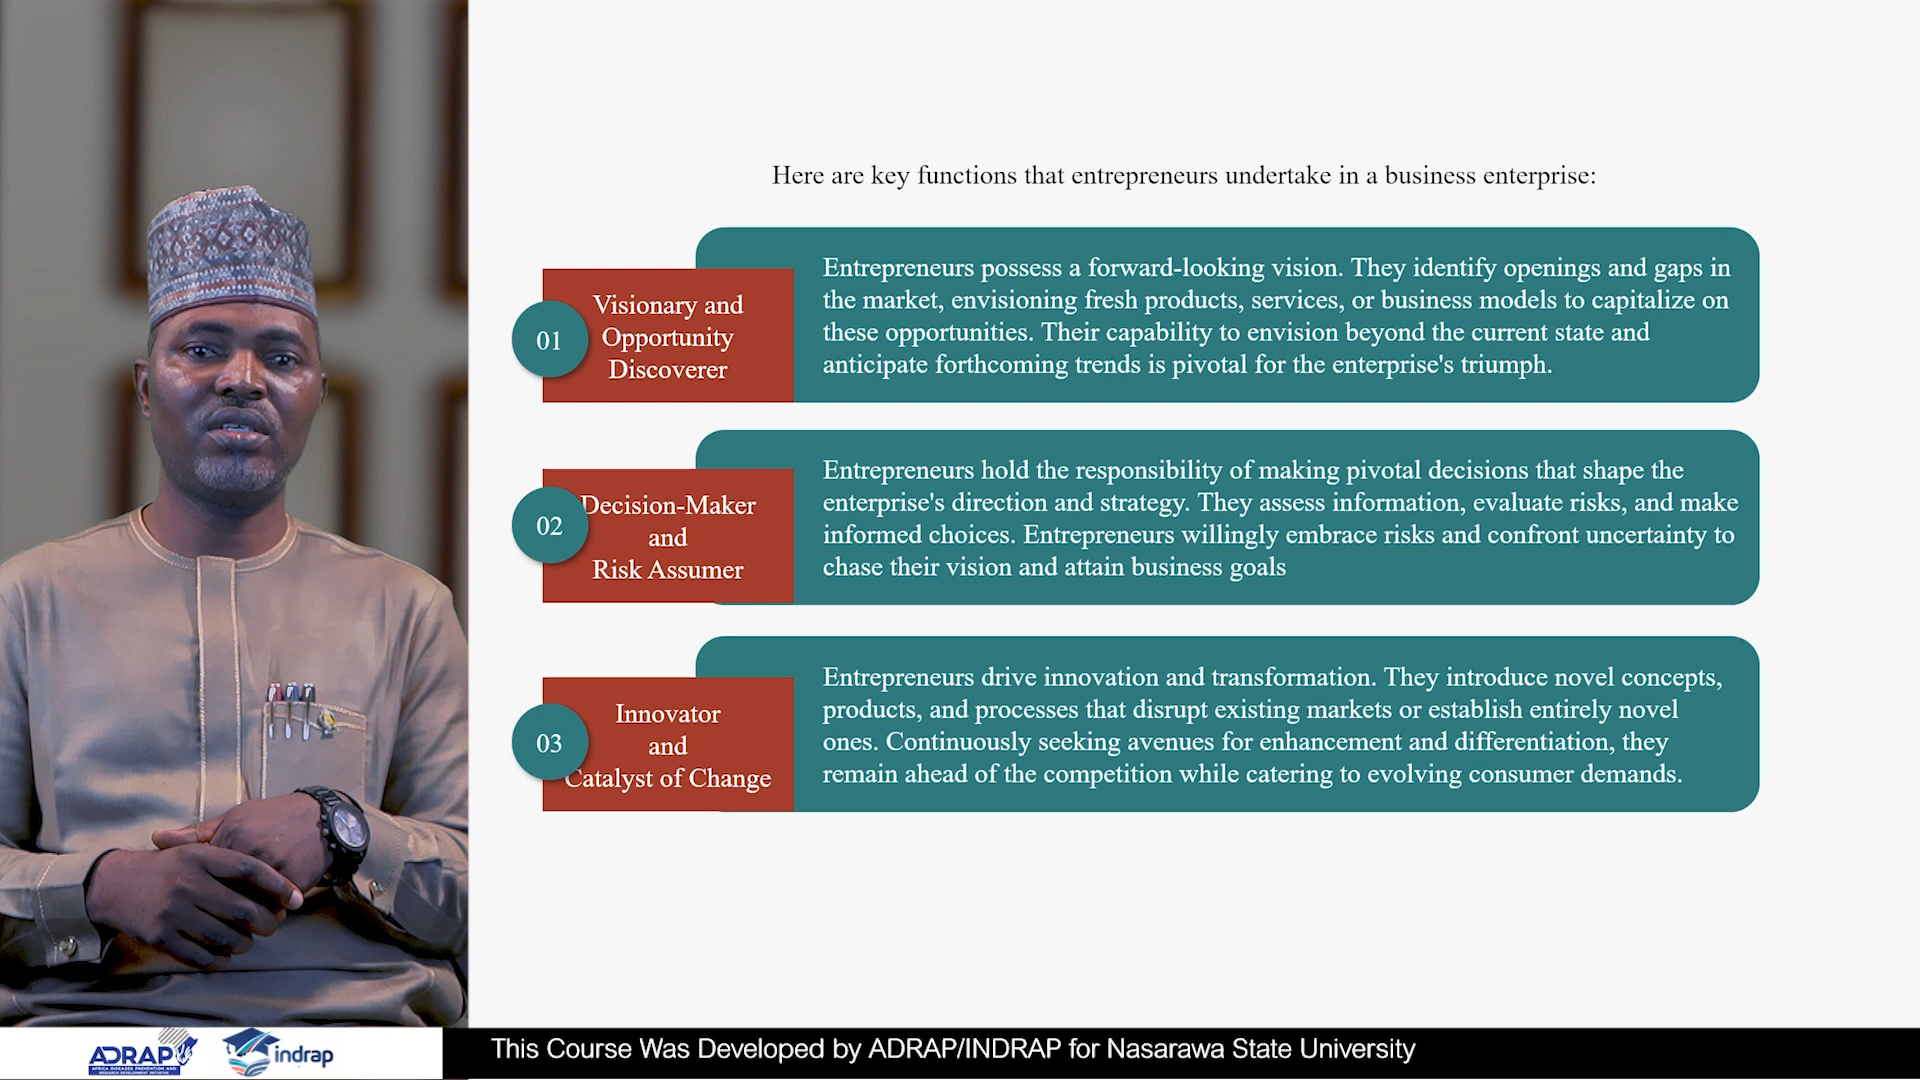 Here are key functions that entrepreneurs undertake in a business enterprise:
01
Visionary and
Opportunity
Discoverer
Entrepreneurs possess a forward-looking vision. They identify openings and gaps in
the market, envisioning fresh products, services, or business models to capitalize on
these opportunities. Their capability to envision beyond the current state and
anticipate forthcoming trends is pivotal for the enterprise's triumph.
02
Decision-Maker
and
Risk Assumer
Entrepreneurs hold the responsibility of making pivotal decisions that shape the
enterprise's direction and strategy. They assess information, evaluate risks, and make
informed choices. Entrepreneurs willingly embrace risks and confront uncertainty to
chase their vision and attain business goals
03
Innovator
and
Catalyst of Change
Entrepreneurs drive innovation and transformation. They introduce novel concepts,
products, and processes that disrupt existing markets or establish entirely novel
ones. Continuously seeking avenues for enhancement and differentiation, they
remain ahead of the competition while catering to evolving consumer demands.
ADRAP
AFRICA DISEASES PREVENTION AND
RESEARCH DEVELOPMENT INITIATIVE
indrap
This Course Was Developed by ADRAP/INDRAP for Nasarawa State University